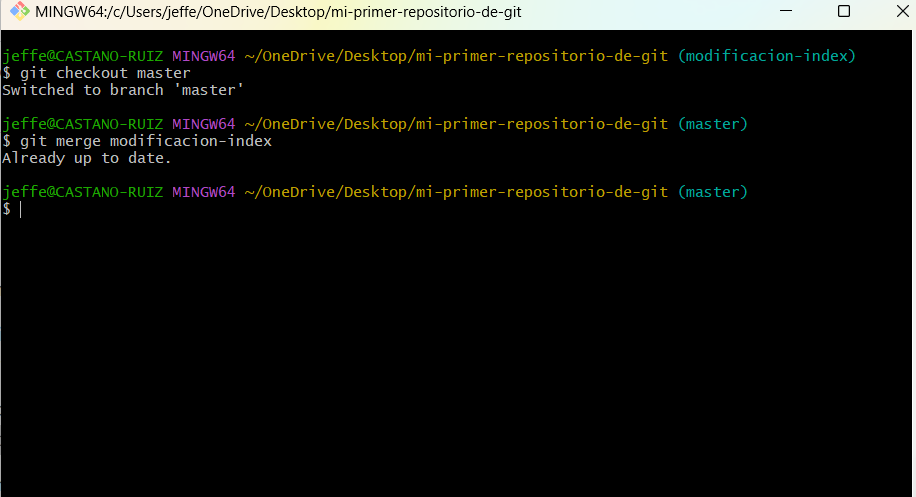 MINGW64:/c/Users/jeffe/OneDrive/Desktop/mi-primer-repositorio-de-git
jeffe@CASTANO-RUIZ MINGW64 ~/OneDrive/Desktop/mi-primer-repositorio-de-git (modificacion-index)
$ git checkout master
Switched to branch 'master'
jeffe@CASTANO-RUIZ MINGW64 ~/OneDrive/Desktop/mi-primer-repositorio-de-git (master)
$ git merge modificacion-index
Already up to date.
jeffe@CASTANO-RUIZ MINGW64 ~/OneDrive/Desktop/mi-primer-repositorio-de-git (master)
$